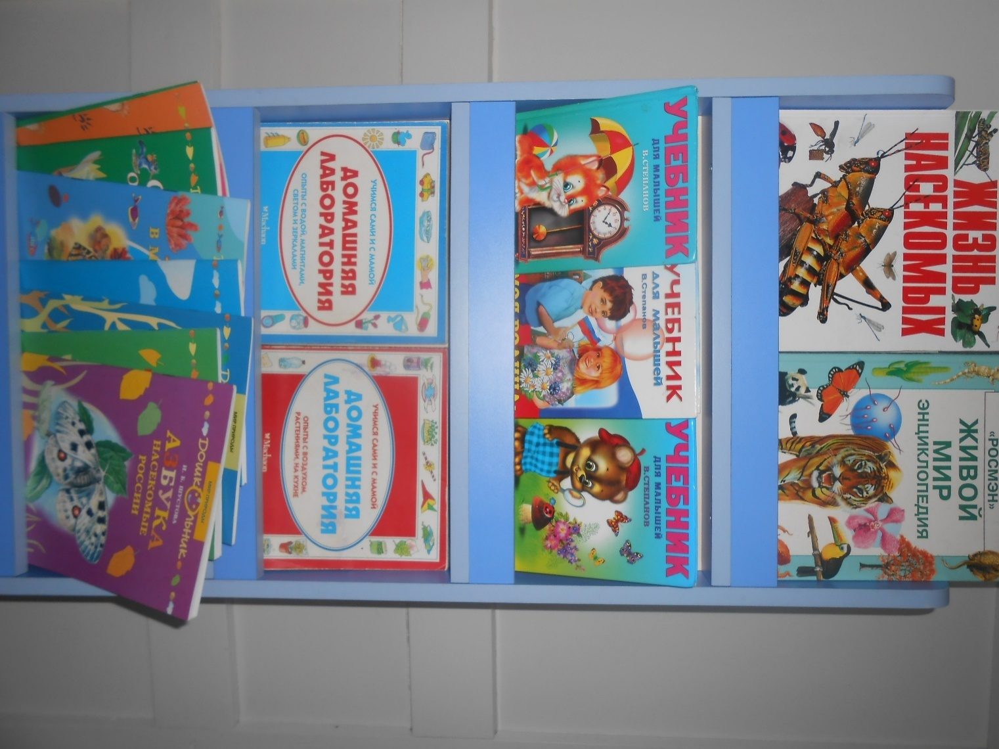 ЖИЗНЬ
НАСЕКОМЫХ
«РОСМЭН»
ЖИВОЙ
МИР
ЭНЦИКЛОПЕДИЯ
УЧЕБНИК
ДЛЯ МАЛЫШЕЙ
В.СТЕПАНОВ
УЧЕБНИК
для малышей
В.Степанов
УЧЕБНИК
ДЛЯ МАЛЫШЕЙ
В.СТЕПАНОВ
УЧИМСЯ САМИ И С МАМОЙ
ДОМАШНЯЯ
ЛАБОРАТОРИЯ
ОПЫТЫ С ВОДОЙ, МАГНИТАМИ,
СВЕТОМ И ЗЕРКАЛАМИ
Machaon
УЧИМСЯ САМИ И С МАМОЙ
ДОМАШНЯЯ
ЛАБОРАТОРИЯ
ОПЫТЫ С ВОЗДУХОМ,
РАСТЕНИЯМИ, НА КУХНЕ
Machaon
МИР ПРИРОДЫ
МИР ПРИРОДЫ
ДОШКОЛЬНИК
И. В. ШУСТОВА
АЗБУКА
НАСЕКОМЫЕ
РОССИИ